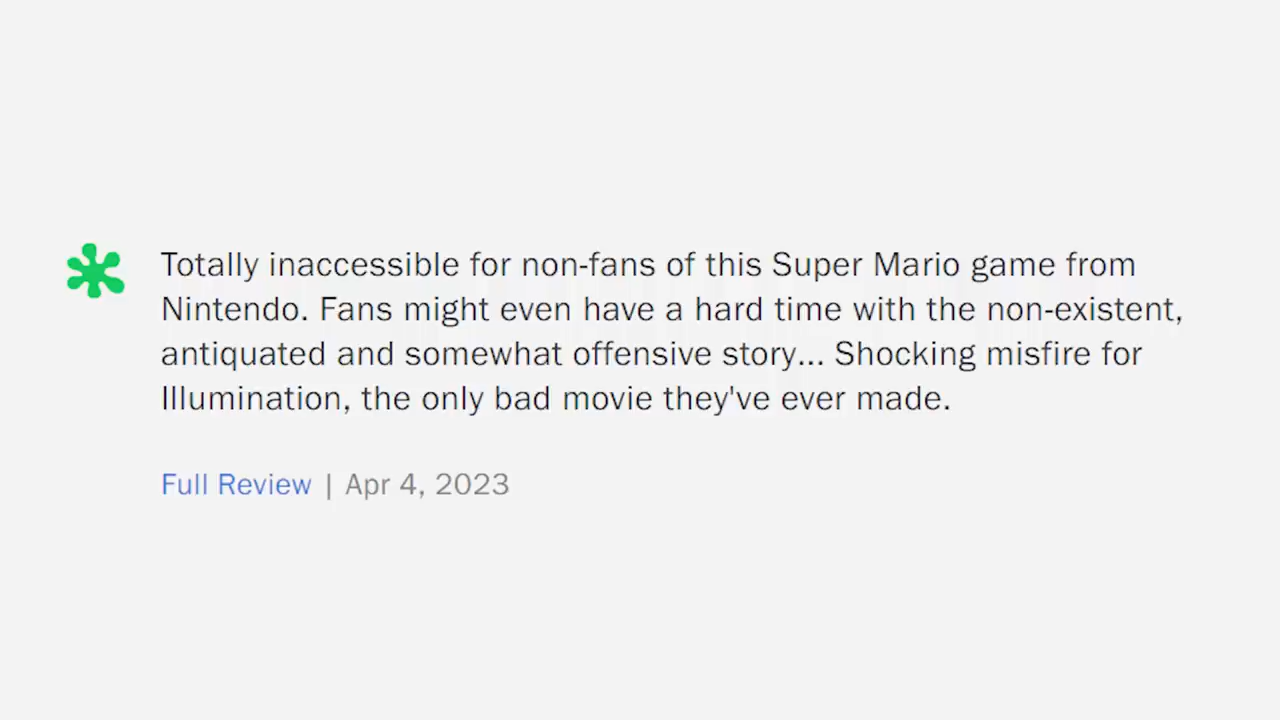 Totally inaccessible for non-fans of this Super Mario game from
Nintendo. Fans might even have a hard time with the non-existent,
antiquated and somewhat offensive story... Shocking misfire for
Illumination, the only bad movie they've ever made.
Full Review | Apr 4, 2023